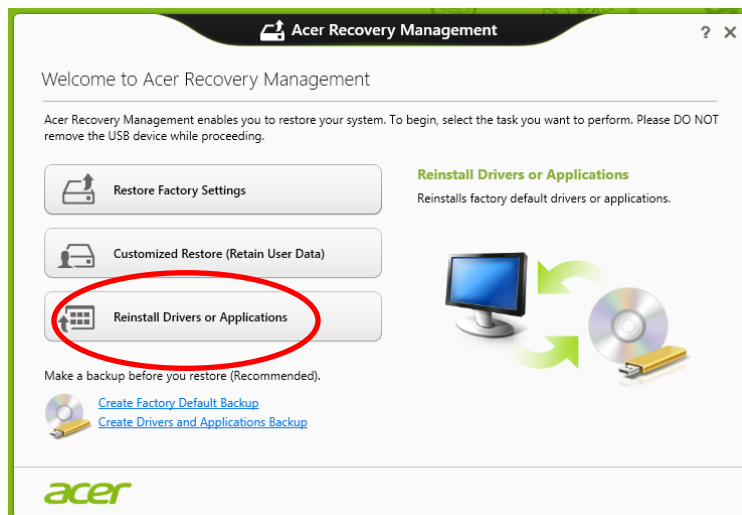 Acer Recovery Management
? X
Welcome to Acer Recovery Management
Acer Recovery Management enables you to restore your system. To begin, select the task you want to perform. Please DO NOT
remove the USB device while proceeding.
Restore Factory Settings
Customized Restore (Retain User Data)
Reinstall Drivers or Applications
Reinstall Drivers or Applications
Reinstalls factory default drivers or applications.
Make a backup before you restore (Recommended).
Create Factory Default Backup
Create Drivers and Applications Backup
acer